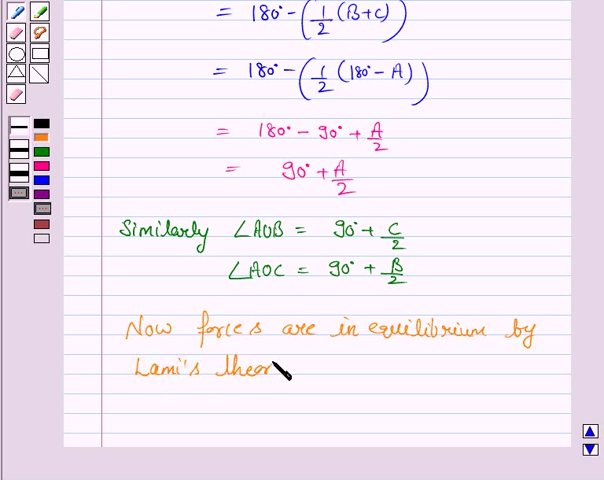 = 180° - (1/2 (B+C))
= 180° - (1/2 (180° - A))
= 180° - 90° + A/2
= 90° + A/2
Similarly ∠AOB = 90° + C/2
∠AOC = 90° + B/2
Now forces are in equilibrium by
Lami's theor